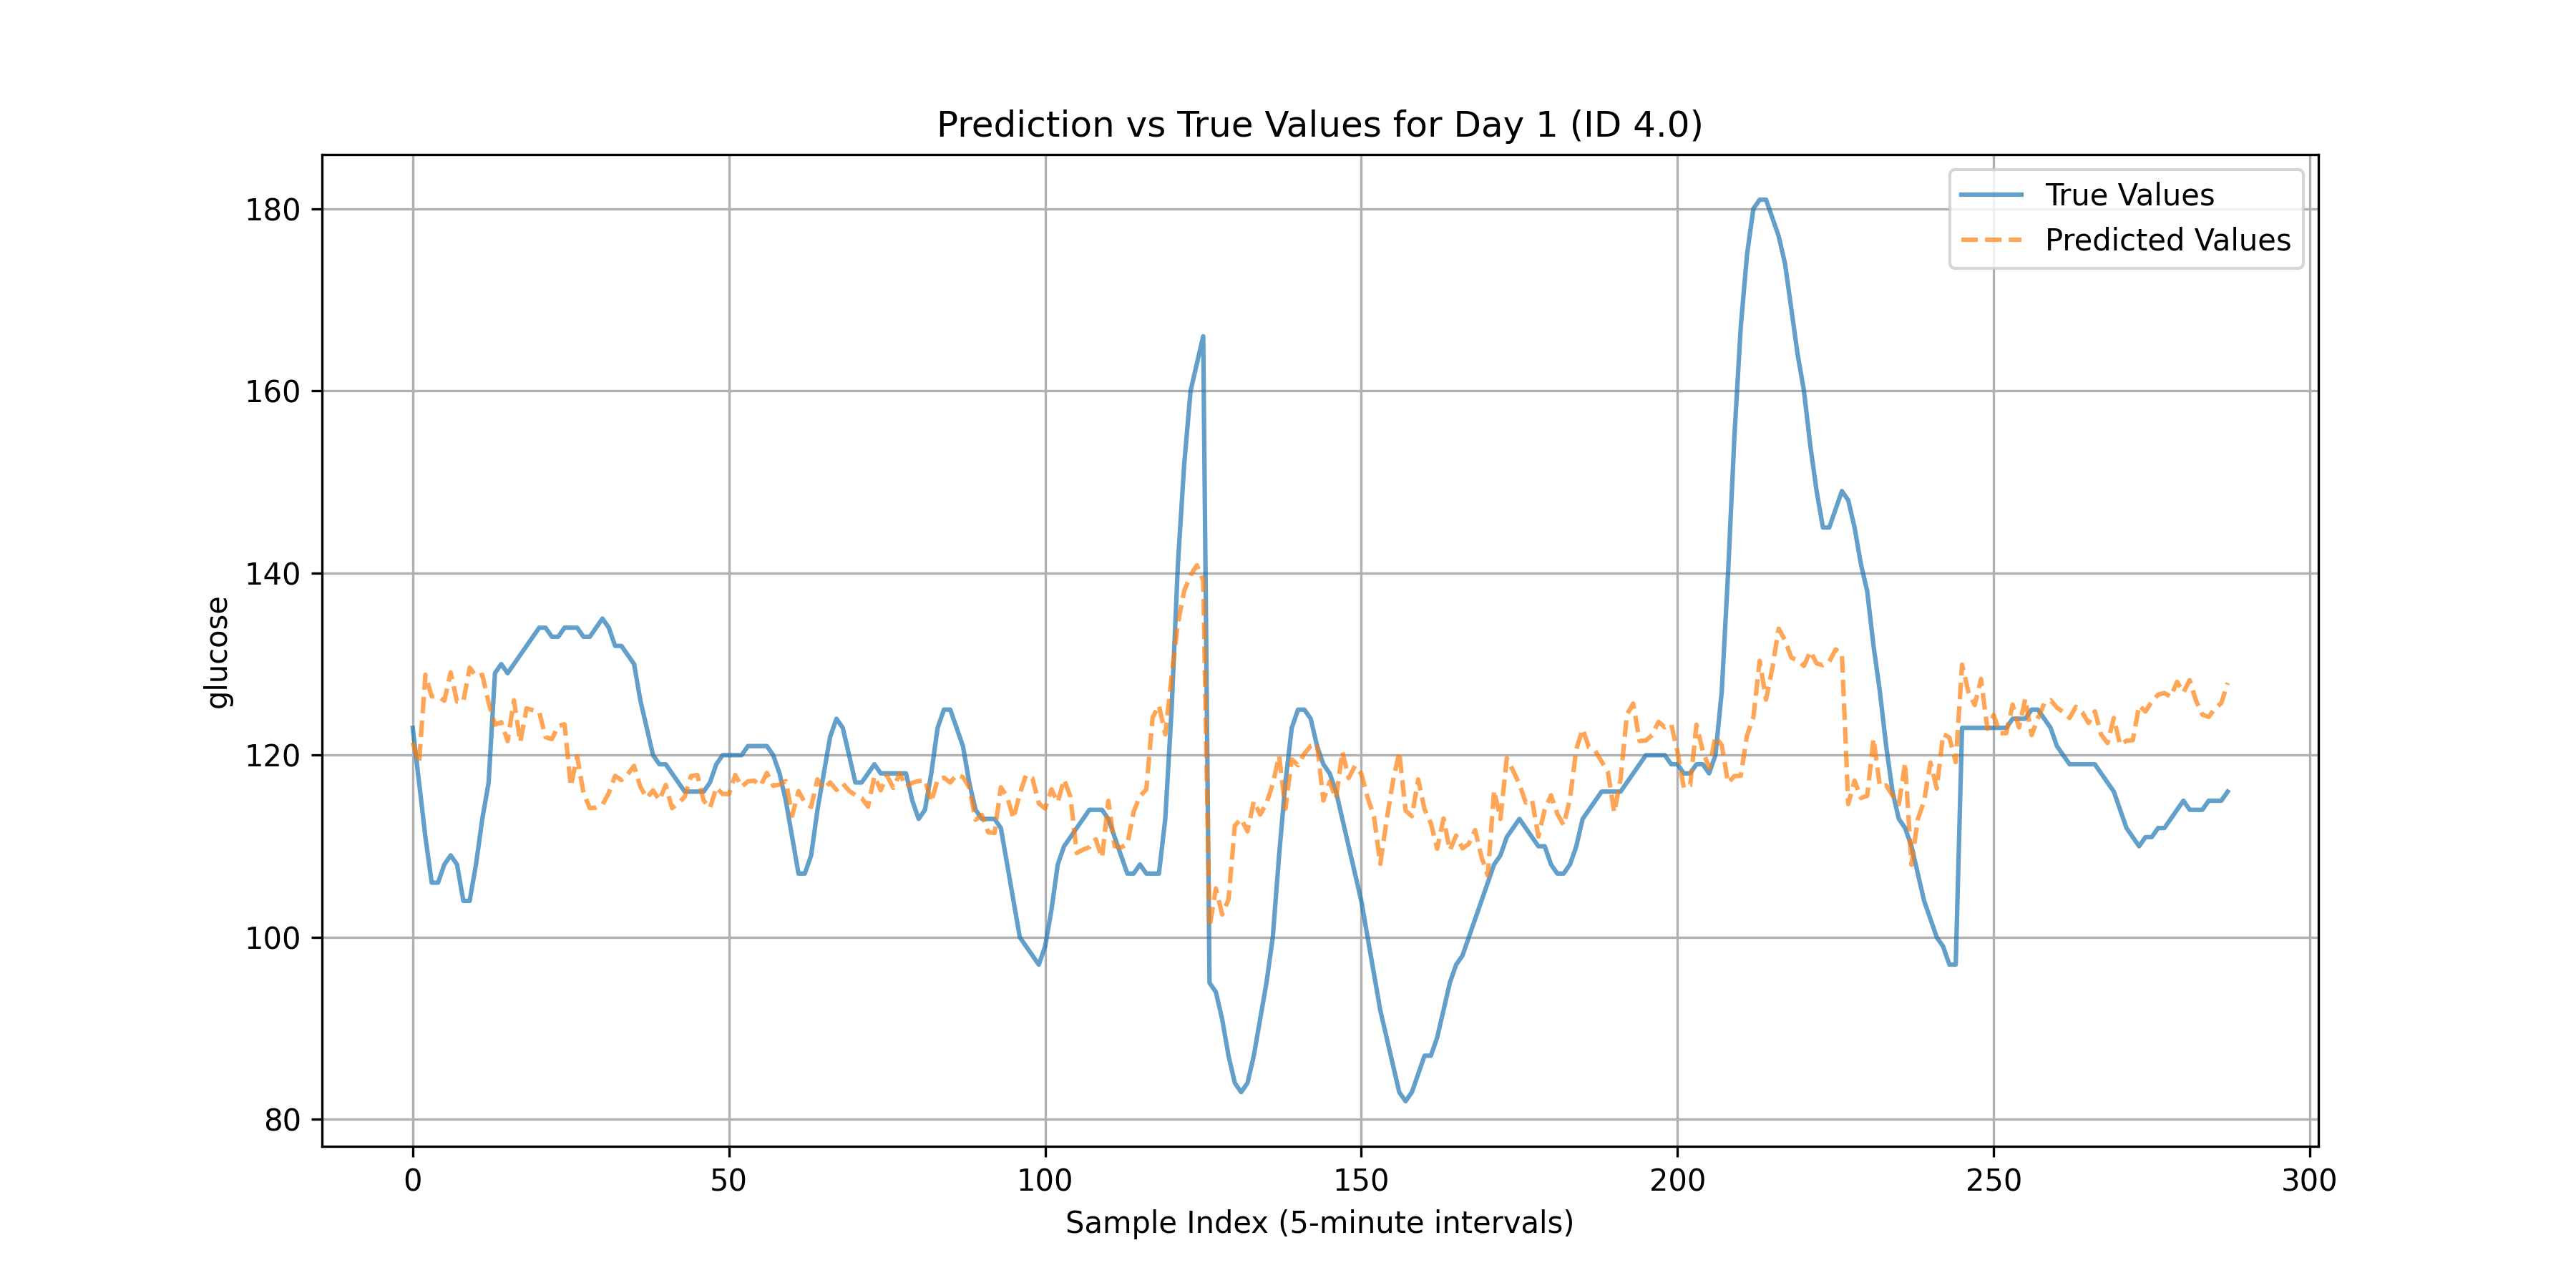 Prediction vs True Values for Day 1 (ID 4.0)
True Values
Predicted Values
180
160
140
120
100
80
glucose
0 50 100 150 200 250 300
Sample Index (5-minute intervals)